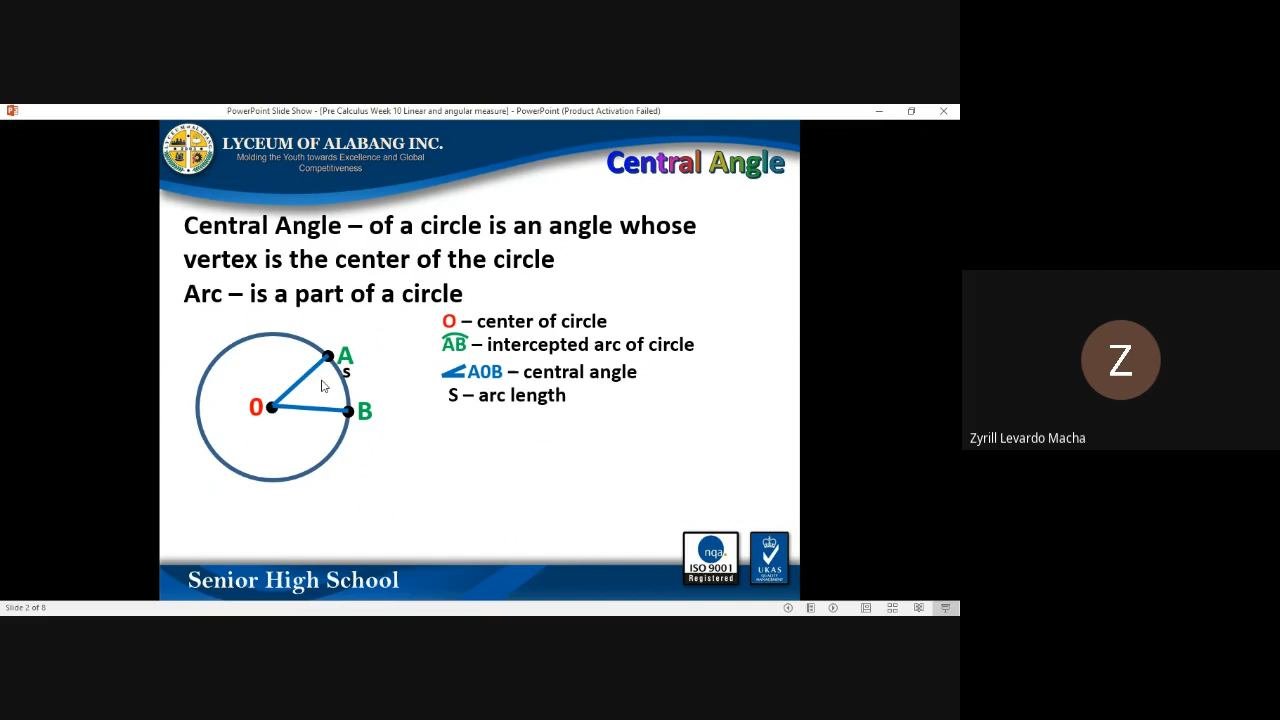 PowerPoint Slide Show - [Pre Calculus Week 10 Linear and angular measure] - PowerPoint (Product Activation Failed)
LYCEUM OF ALABANG INC.
Molding the Youth towards Excellence and Global
Competitiveness
Central Angle
Central Angle – of a circle is an angle whose
vertex is the center of the circle
Arc – is a part of a circle
O – center of circle
AB – intercepted arc of circle
A0B – central angle
S – arc length
A
s
0
B
Z
Zyrill Levardo Macha
nqa.
ISO 9001
Registered
UKAS
QUALITY
MANAGEMENT
Senior High School
Slide 2 of 8